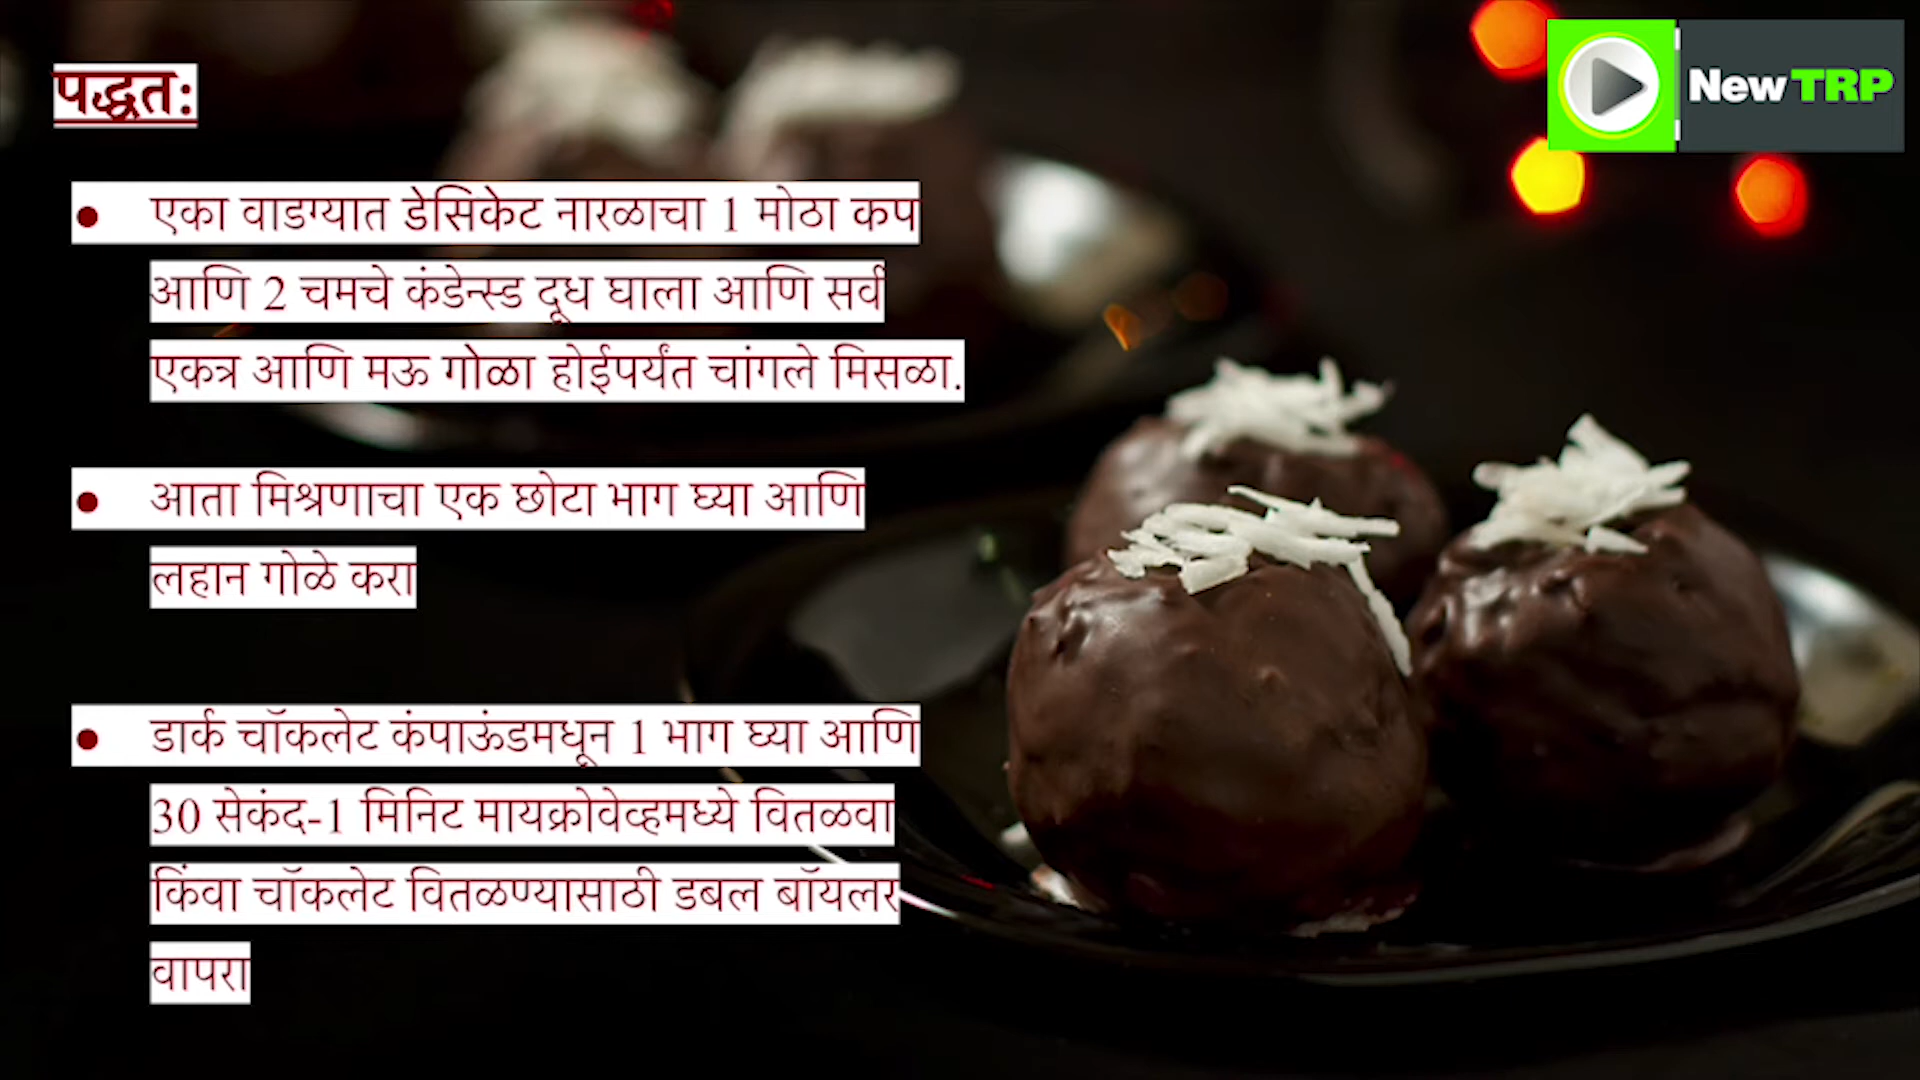 पद्धत:
NewTRP
• एका वाडग्यात डेसिकेट नारळाचा 1 मोठा कप
आणि 2 चमचे कंडेन्स्ड दूध घाला आणि सर्व
एकत्र आणि मऊ गोळा होईपर्यंत चांगले मिसळा.
• आता मिश्रणाचा एक छोटा भाग घ्या आणि
लहान गोळे करा
• डार्क चॉकलेट कंपाऊंडमधून 1 भाग घ्या आणि
30 सेकंद-1 मिनिट मायक्रोवेव्हमध्ये वितळवा
किंवा चॉकलेट वितळण्यासाठी डबल बॉयलर
वापरा